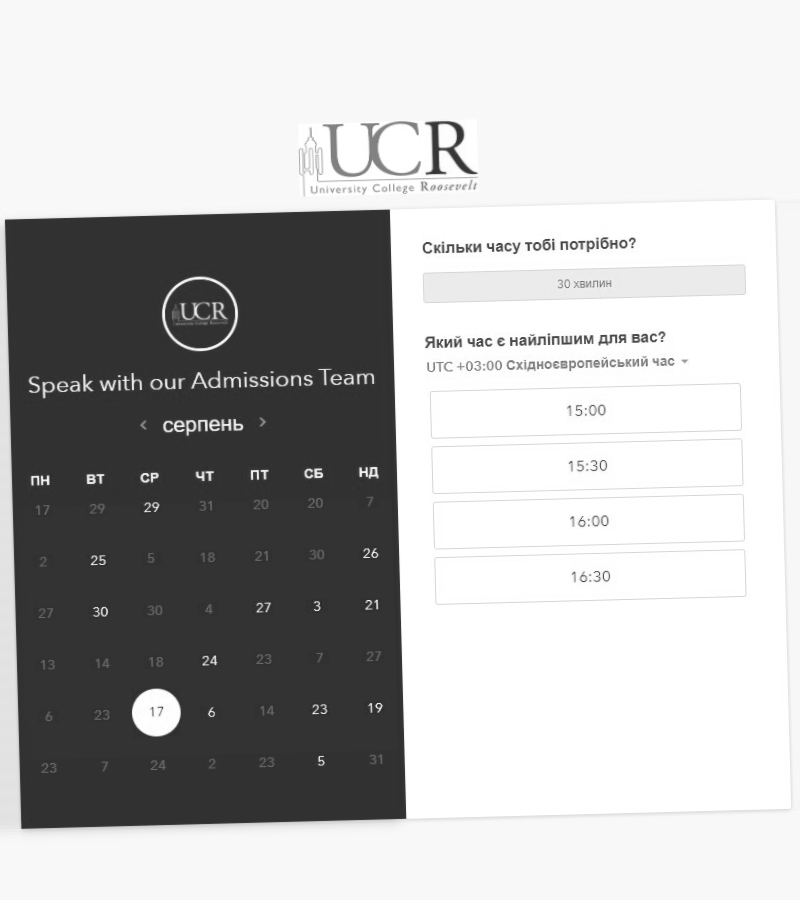 UCR
University College Roosevelt
UCR
University College Roosevelt
Speak with our Admissions Team
серпень
ПН ВТ СР ЧТ ПТ СБ НД
17 29 29 31 20 20 7
2 25 5 18 21 30 26
27 30 30 4 27 3 21
13 14 18 24 23 7 27
6 23 17 6 14 23 19
23 7 24 2 23 5 31
Скільки часу тобі потрібно?
30 хвилин
Який час є найліпшим для вас?
UTC +03:00 Східноєвропейський час
15:00
15:30
16:00
16:30